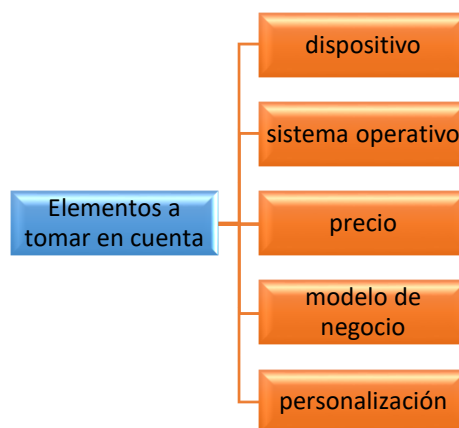 Elementos a
tomar en cuenta
dispositivo
sistema operativo
precio
modelo de
negocio
personalización